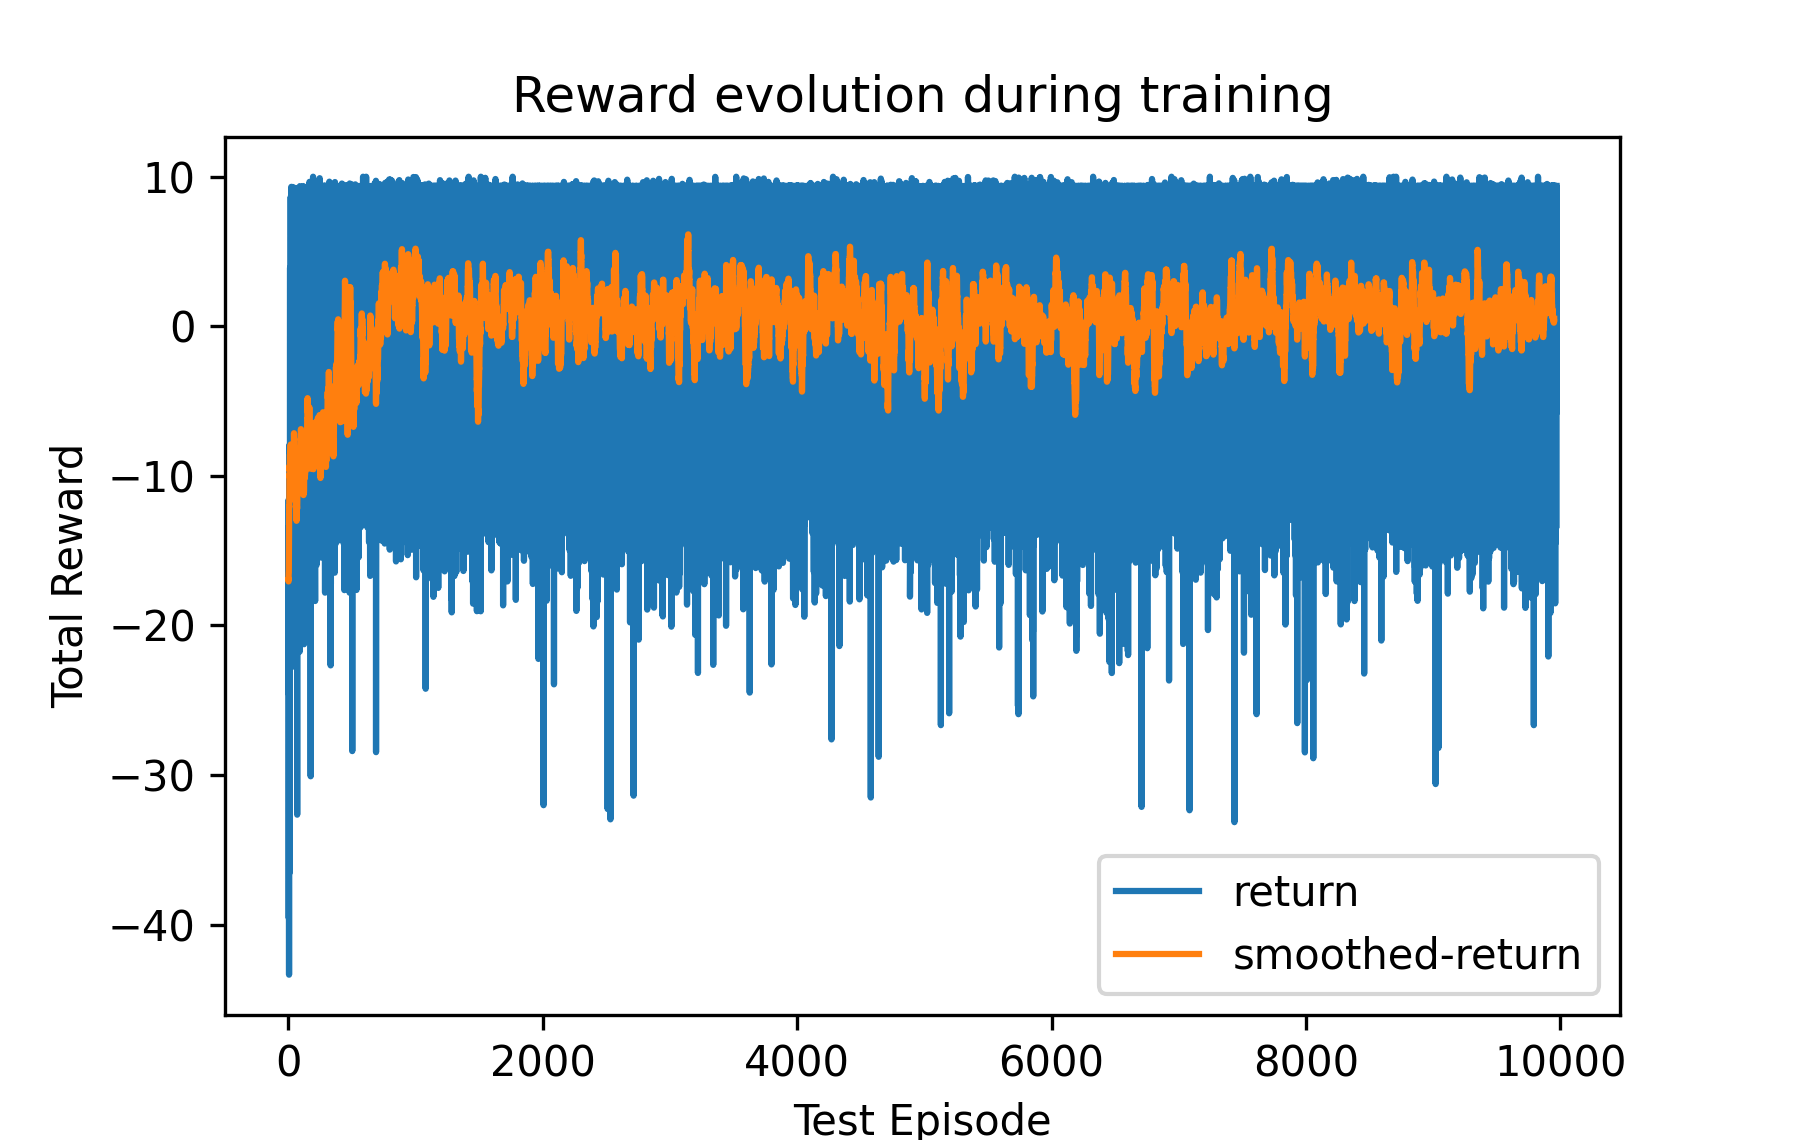 Reward evolution during training
10
0
−10
−20
−30
−40
Total Reward
return
smoothed-return
0 2000 4000 6000 8000 10000
Test Episode